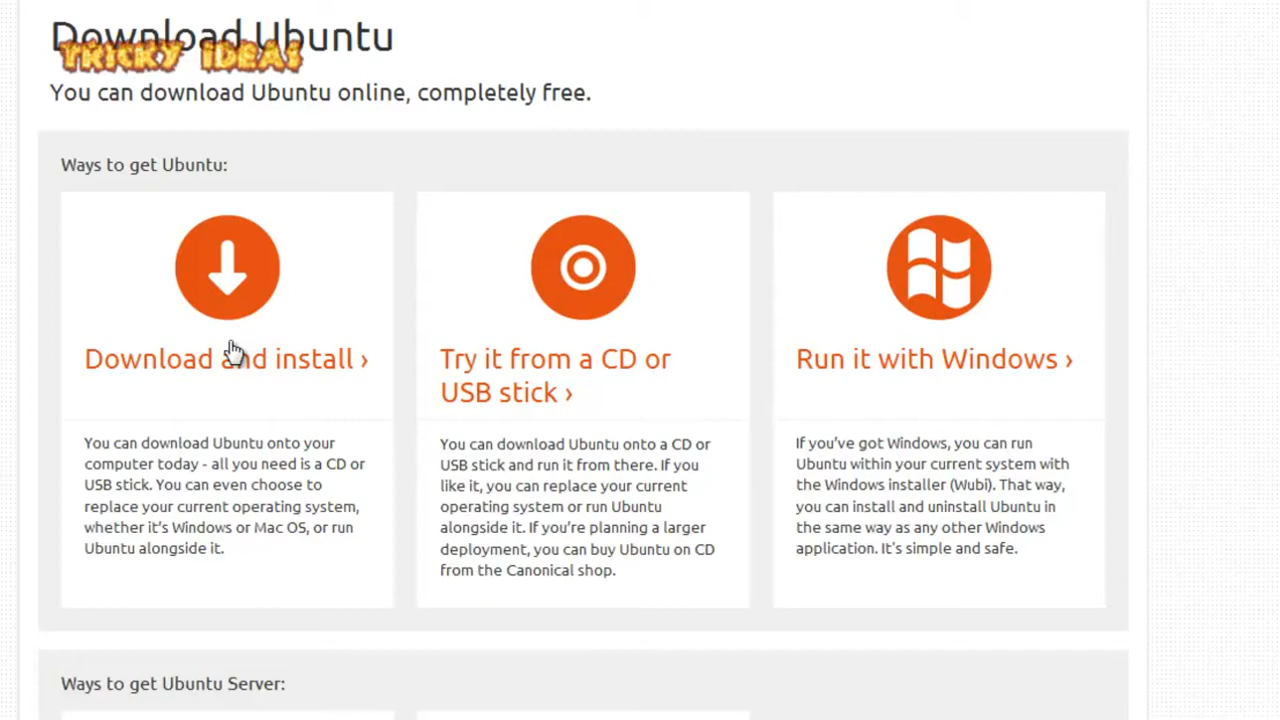 Download Ubuntu
TRICKY IDEAS
You can download Ubuntu online, completely free.
Ways to get Ubuntu:
Download and install ›
You can download Ubuntu onto your
computer today - all you need is a CD or
USB stick. You can even choose to
replace your current operating system,
whether it's Windows or Mac OS, or run
Ubuntu alongside it.
Try it from a CD or
USB stick ›
You can download Ubuntu onto a CD or
USB stick and run it from there. If you
like it, you can replace your current
operating system or run Ubuntu
alongside it. If you're planning a larger
deployment, you can buy Ubuntu on CD
from the Canonical shop.
Run it with Windows ›
If you've got Windows, you can run
Ubuntu within your current system with
the Windows installer (Wubi). That way,
you can install and uninstall Ubuntu in
the same way as any other Windows
application. It's simple and safe.
Ways to get Ubuntu Server: